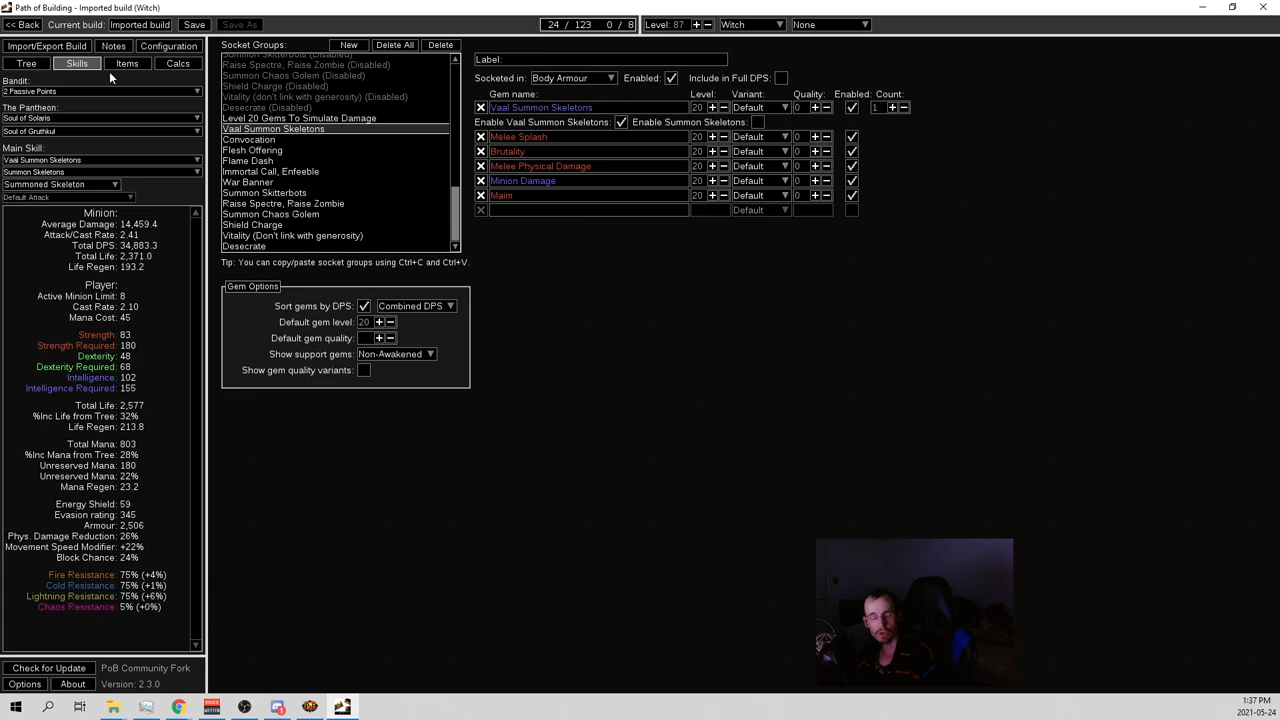 Path of Building - Imported build (Witch)
<< Back Current build: Imported build Save Save As 24 / 123 0 / 8 Level: 87 + − Witch None
Import/Export Build Notes Configuration
Tree Skills Items Calcs
Bandit:
2 Passive Points
The Pantheon:
Soul of Solaris
Soul of Gruthkul
Main Skill:
Vaal Summon Skeletons
Summon Skeletons
Summoned Skeleton
Default Attack
Minion:
Average Damage: 14,459.4
Attack/Cast Rate: 2.41
Total DPS: 34,883.3
Total Life: 2,371.0
Life Regen: 193.2
Player:
Active Minion Limit: 8
Cast Rate: 2.10
Mana Cost: 45
Strength: 83
Strength Required: 180
Dexterity: 48
Dexterity Required: 68
Intelligence: 102
Intelligence Required: 155
Total Life: 2,577
%Inc Life from Tree: 32%
Life Regen: 213.8
Total Mana: 803
%Inc Mana from Tree: 28%
Unreserved Mana: 180
Unreserved Mana: 22%
Mana Regen: 23.2
Energy Shield: 59
Evasion rating: 345
Armour: 2,506
Phys. Damage Reduction: 26%
Movement Speed Modifier: +22%
Block Chance: 24%
Fire Resistance: 75% (+4%)
Cold Resistance: 75% (+1%)
Lightning Resistance: 75% (+6%)
Chaos Resistance: 5% (+0%)
Check for Update PoB Community Fork
Options About Version: 2.3.0
Socket Groups: New Delete All Delete
Summon Skitterbots (Disabled)
Raise Spectre, Raise Zombie (Disabled)
Summon Chaos Golem (Disabled)
Shield Charge (Disabled)
Vitality (don't link with generosity) (Disabled)
Desecrate (Disabled)
Level 20 Gems To Simulate Damage
Vaal Summon Skeletons
Convocation
Flesh Offering
Flame Dash
Immortal Call, Enfeeble
War Banner
Summon Skitterbots
Raise Spectre, Raise Zombie
Summon Chaos Golem
Shield Charge
Vitality (Don't link with generosity)
Desecrate
Tip: You can copy/paste socket groups using Ctrl+C and Ctrl+V.
Gem Options
Sort gems by DPS: Combined DPS
Default gem level: 20 + −
Default gem quality: + −
Show support gems: Non-Awakened
Show gem quality variants:
Label:
Socketed in: Body Armour Enabled: Include in Full DPS:
Gem name: Level: Variant: Quality: Enabled: Count:
Vaal Summon Skeletons 20 + − Default 0 + − 1 + −
Enable Vaal Summon Skeletons: Enable Summon Skeletons:
Melee Splash 20 + − Default 0 + −
Brutality 20 + − Default 0 + −
Melee Physical Damage 20 + − Default 0 + −
Minion Damage 20 + − Default 0 + −
Maim 20 + − Default 0 + −
Default + −
1:37 PM
2021-05-24